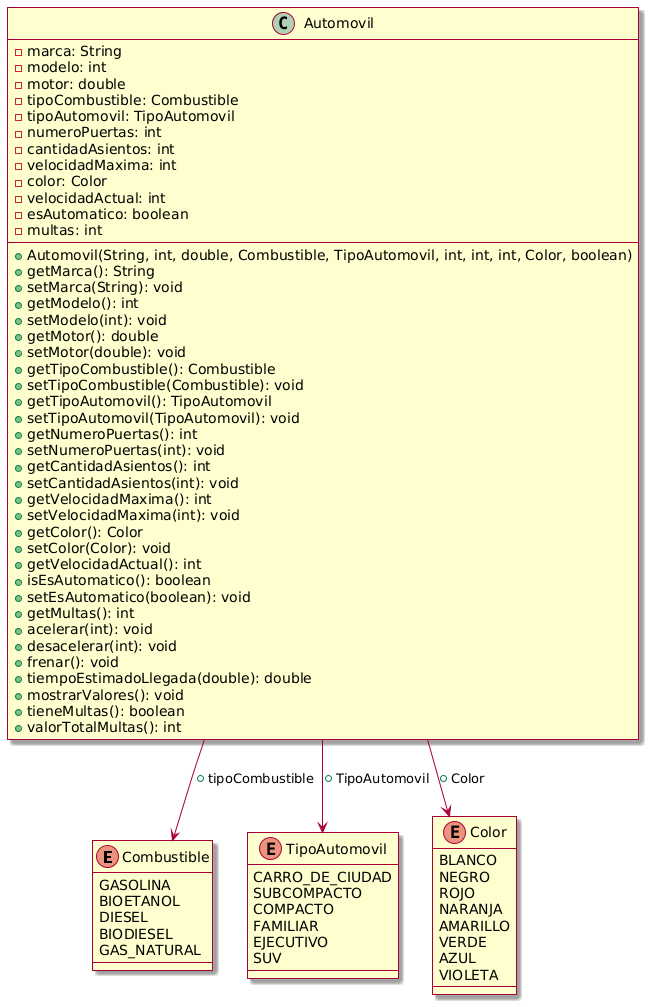 C Automovil
marca: String
modelo: int
motor: double
tipoCombustible: Combustible
tipoAutomovil: TipoAutomovil
numeroPuertas: int
cantidadAsientos: int
velocidadMaxima: int
color: Color
velocidadActual: int
esAutomatico: boolean
multas: int
Automovil(String, int, double, Combustible, TipoAutomovil, int, int, int, Color, boolean)
getMarca(): String
setMarca(String): void
getModelo(): int
setModelo(int): void
getMotor(): double
setMotor(double): void
getTipoCombustible(): Combustible
setTipoCombustible(Combustible): void
getTipoAutomovil(): TipoAutomovil
setTipoAutomovil(TipoAutomovil): void
getNumeroPuertas(): int
setNumeroPuertas(int): void
getCantidadAsientos(): int
setCantidadAsientos(int): void
getVelocidadMaxima(): int
setVelocidadMaxima(int): void
getColor(): Color
setColor(Color): void
getVelocidadActual(): int
isEsAutomatico(): boolean
setEsAutomatico(boolean): void
getMultas(): int
acelerar(int): void
desacelerar(int): void
frenar(): void
tiempoEstimadoLlegada(double): double
mostrarValores(): void
tieneMultas(): boolean
valorTotalMultas(): int
tipoCombustible
TipoAutomovil
Color
E Combustible
GASOLINA
BIOETANOL
DIESEL
BIODIESEL
GAS_NATURAL
E TipoAutomovil
CARRO_DE_CIUDAD
SUBCOMPACTO
COMPACTO
FAMILIAR
EJECUTIVO
SUV
E Color
BLANCO
NEGRO
ROJO
NARANJA
AMARILLO
VERDE
AZUL
VIOLETA